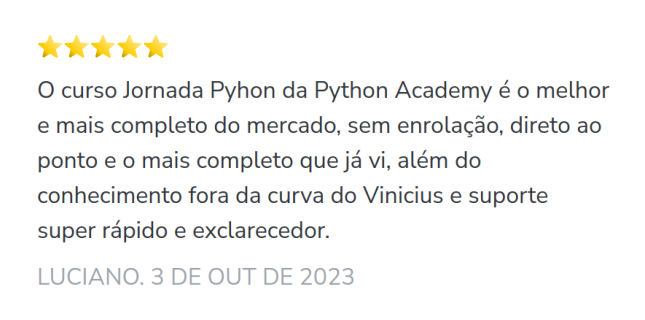 O curso Jornada Pyhon da Python Academy é o melhor
e mais completo do mercado, sem enrolação, direto ao
ponto e o mais completo que já vi, além do
conhecimento fora da curva do Vinicius e suporte
super rápido e exclarecedor.
LUCIANO. 3 DE OUT DE 2023